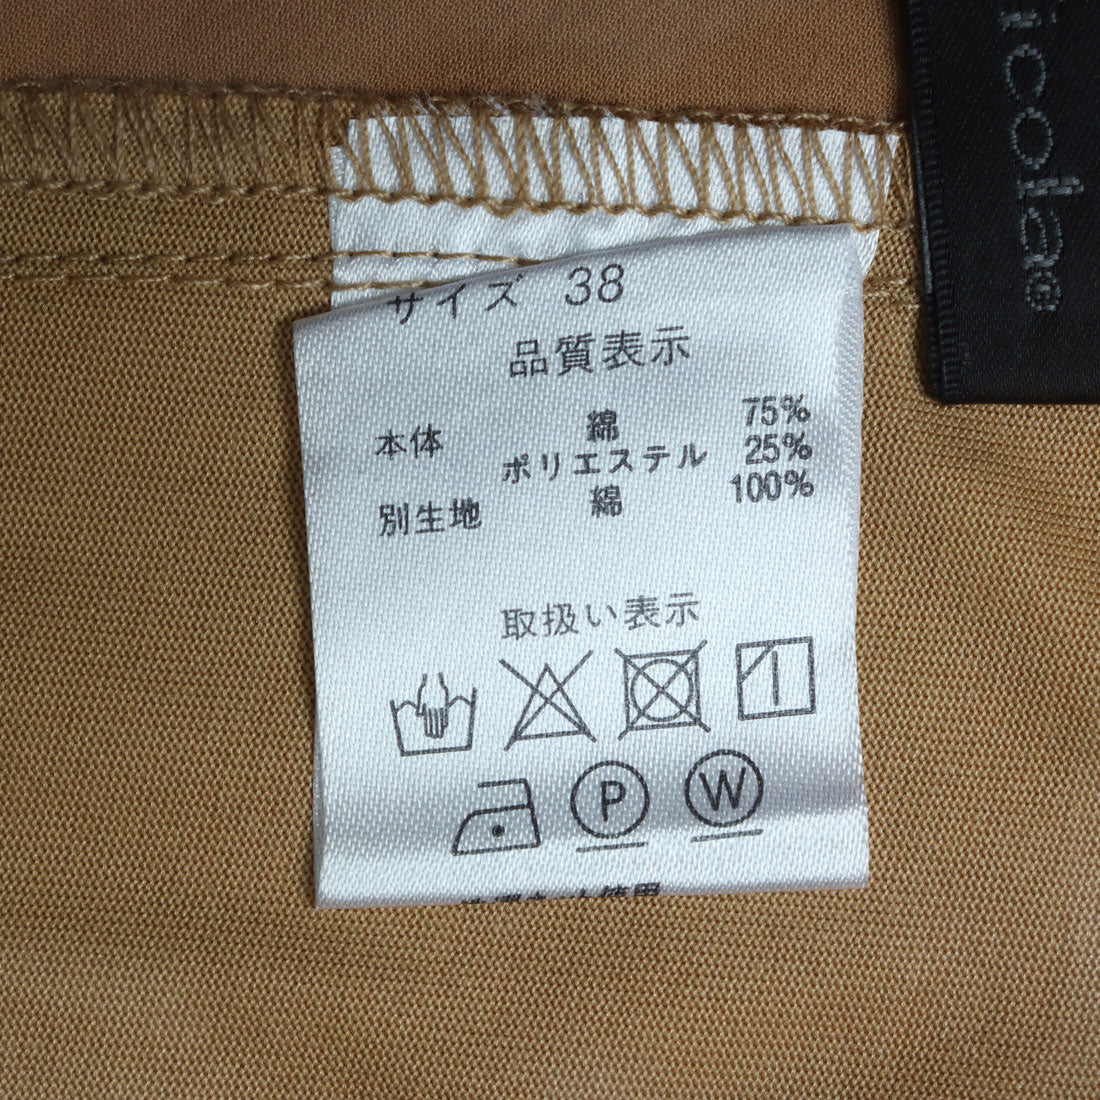 icola®
サイズ 38
品質表示
本体 綿 75%
ポリエステル 25%
別生地 綿 100%
取扱い表示
P W